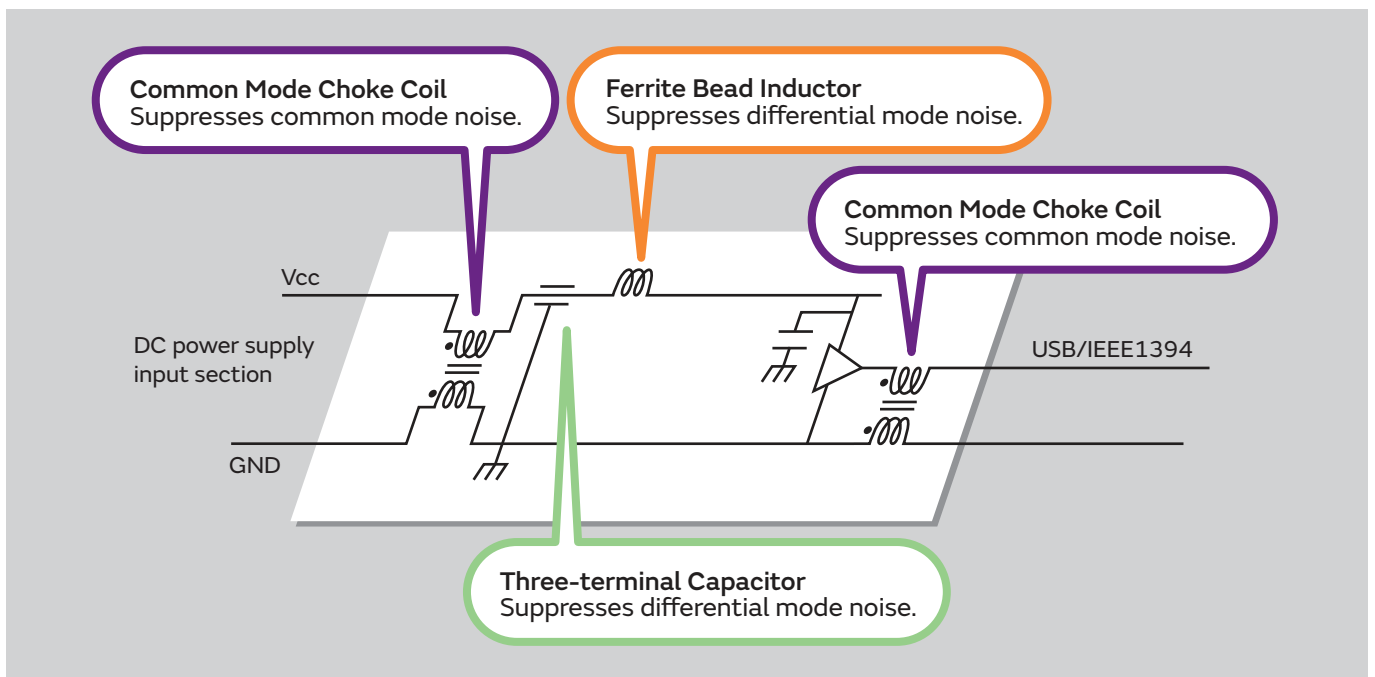 Common Mode Choke Coil
Suppresses common mode noise.
Ferrite Bead Inductor
Suppresses differential mode noise.
Common Mode Choke Coil
Suppresses common mode noise.
Vcc
DC power supply
input section
USB/IEEE1394
GND
Three-terminal Capacitor
Suppresses differential mode noise.